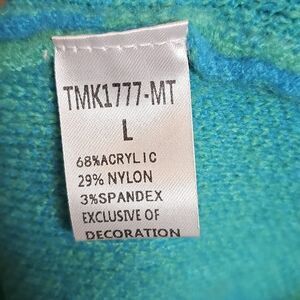 TMK1777-MT
L
68%ACRYLIC
29% NYLON
3%SPANDEX
EXCLUSIVE OF
DECORATION